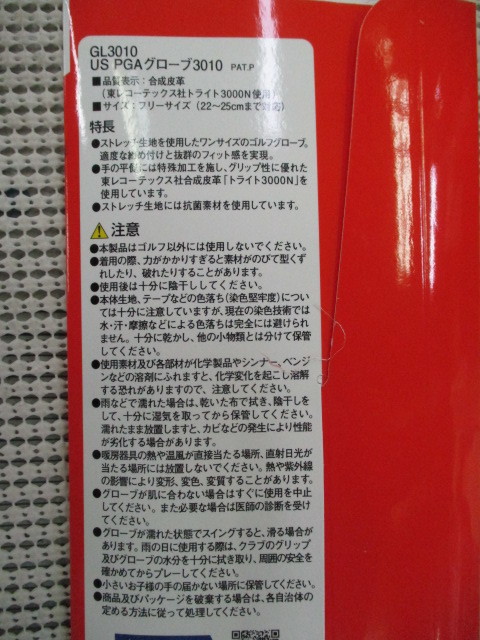 GL3010
US PGAグローブ3010 PAT.P
■品質表示：合成皮革
（東レコーテックス社トライト3000N使用）
■サイズ：フリーサイズ（22〜25cmまで対応）
特長
●ストレッチ生地を使用したワンサイズのゴルフグローブ。
適度な締め付けと抜群のフィット感を実現。
●手の平側には特殊加工を施し、グリップ性に優れた
東レコーテックス社合成皮革「トライト3000N」を
使用しています。
●ストレッチ生地には抗菌素材を使用しています。
注意
●本製品はゴルフ以外には使用しないでください。
●着用の際、力がかかりすぎると素材がのびて型くず
れしたり、破れたりすることがあります。
●使用後は十分に陰干ししてください。
●本体生地、テープなどの色落ち（染色堅牢度）につい
ては十分に注意していますが、現在の染色技術では
水・汗・摩擦などによる色落ちは完全には避けられ
ません。十分に乾かし、他の小物類とは分けて保管
してください。
●使用素材及び各部材が化学製品やシンナー、ベンジ
ンなどの溶剤にふれますと、化学変化を起こし溶解
する恐れがありますので、注意してください。
●雨などで濡れた場合は、乾いた布で拭き、陰干しを
して、十分に湿気を取ってから保管してください。
濡れたまま放置しますと、カビなどの発生により性能
が劣化する場合があります。
●暖房器具の熱や温風が直接当たる場所、直射日光が
当たる場所には放置しないでください。熱や紫外線
の影響により変形、変色、変質することがあります。
●グローブが肌に合わない場合はすぐに使用を中止
してください。また必要な場合は医師の診断を受け
てください。
●グローブが濡れた状態でスイングすると、滑る場合が
あります。雨の日に使用する際は、クラブのグリップ
及びグローブの水分を十分に拭き取り、周囲の安全を
確かめてからプレーしてください。
●小さいお子様の手の届かない場所に保管してください。
●商品及びパッケージを破棄する場合は、各自治体の
定める方法に従って処理してください。